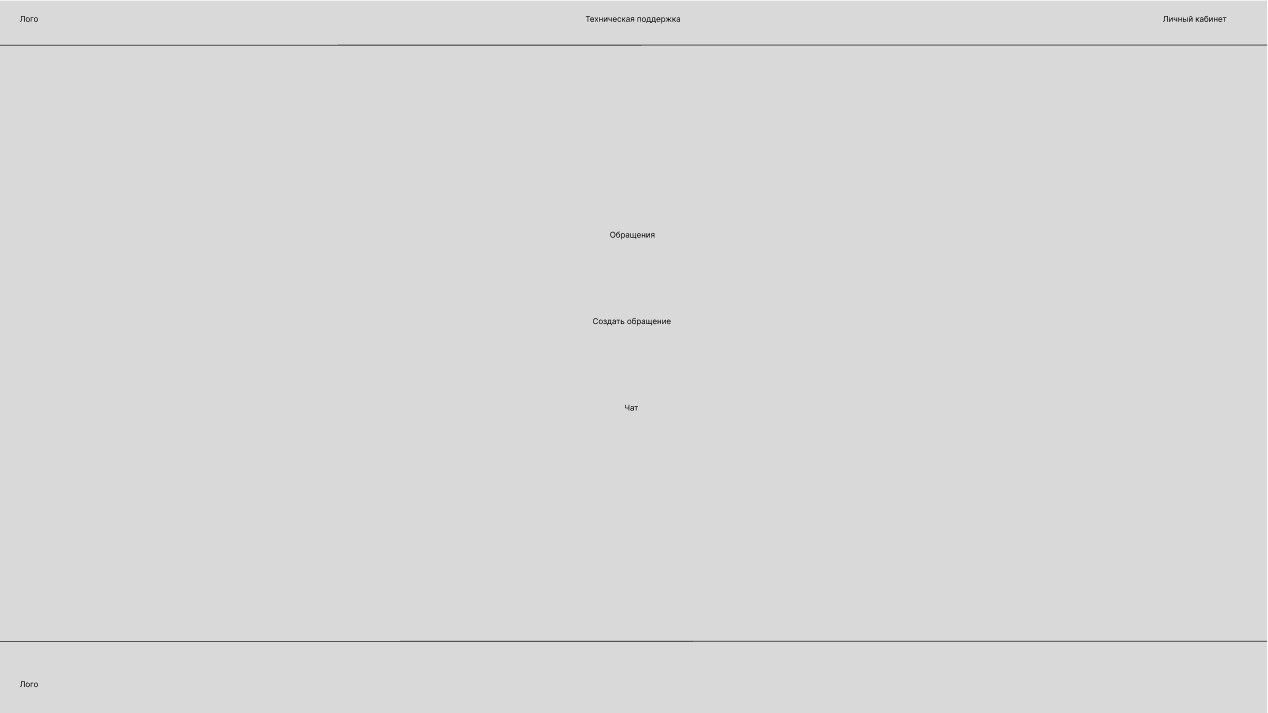 Лого
Техническая поддержка
Личный кабинет
Обращения
Создать обращение
Чат
Лого